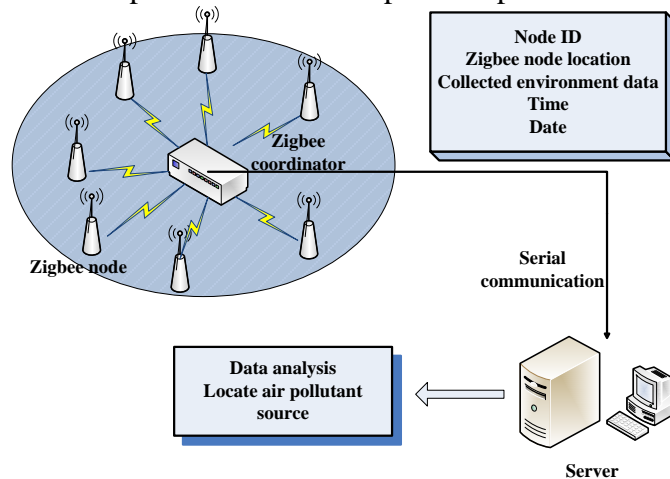 Node ID
Zigbee node location
Collected environment data
Time
Date
Zigbee
coordinator
Zigbee node
Serial
communication
Data analysis
Locate air pollutant
source
Server